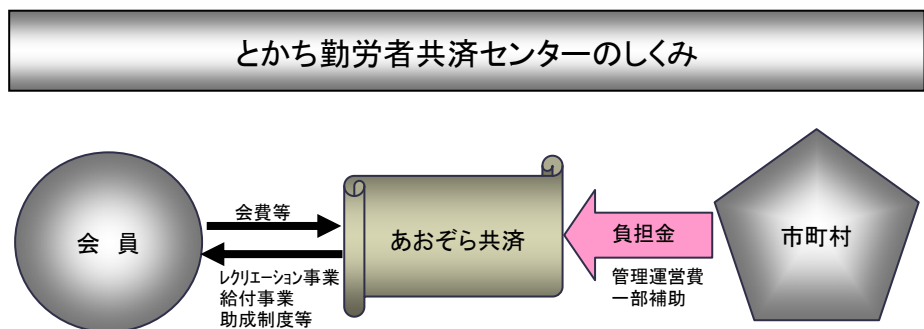 とかち勤労者共済センターのしくみ
会　員
会費等
レクリエーション事業
給付事業
助成制度等
あおぞら共済
負担金
管理運営費
一部補助
市町村